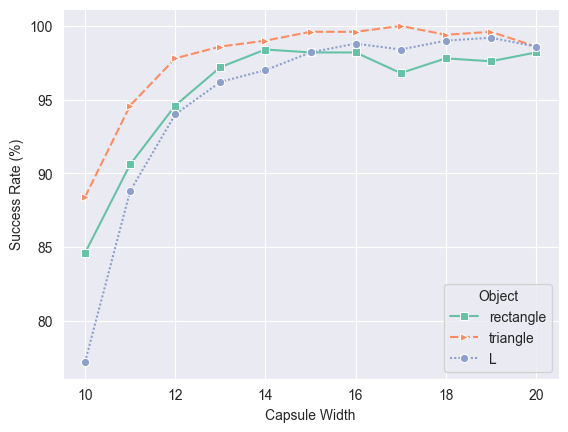 100
95
90
85
80
Success Rate (%)
10 12 14 16 18 20
Capsule Width
Object
rectangle
triangle
L